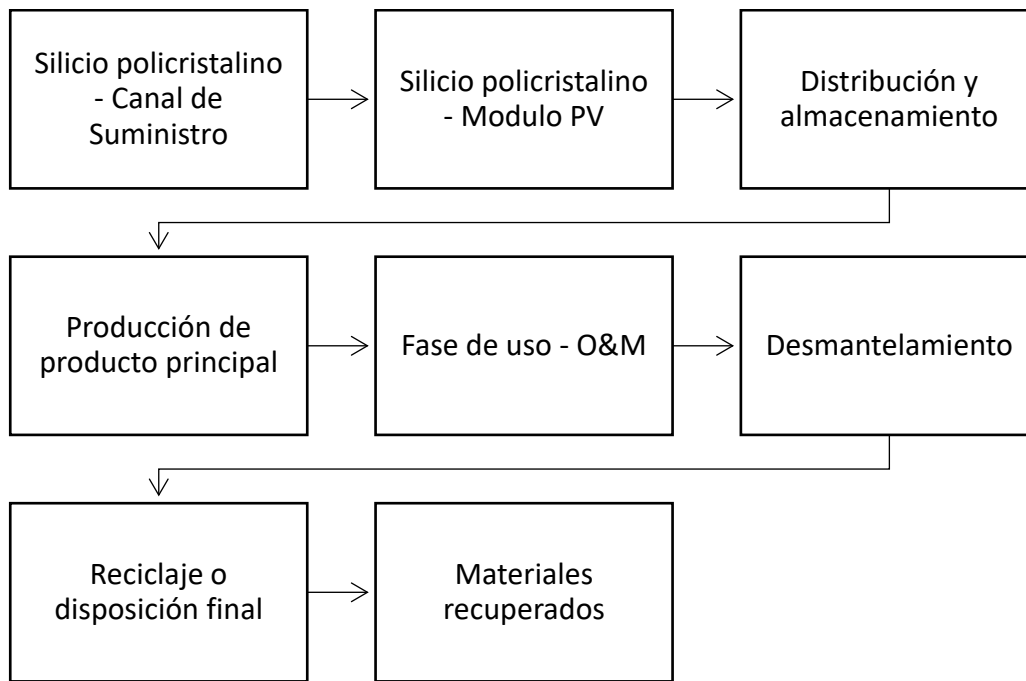 Silicio policristalino
- Canal de
Suministro
Silicio policristalino
- Modulo PV
Distribución y
almacenamiento
Producción de
producto principal
Fase de uso - O&M
Desmantelamiento
Reciclaje o
disposición final
Materiales
recuperados